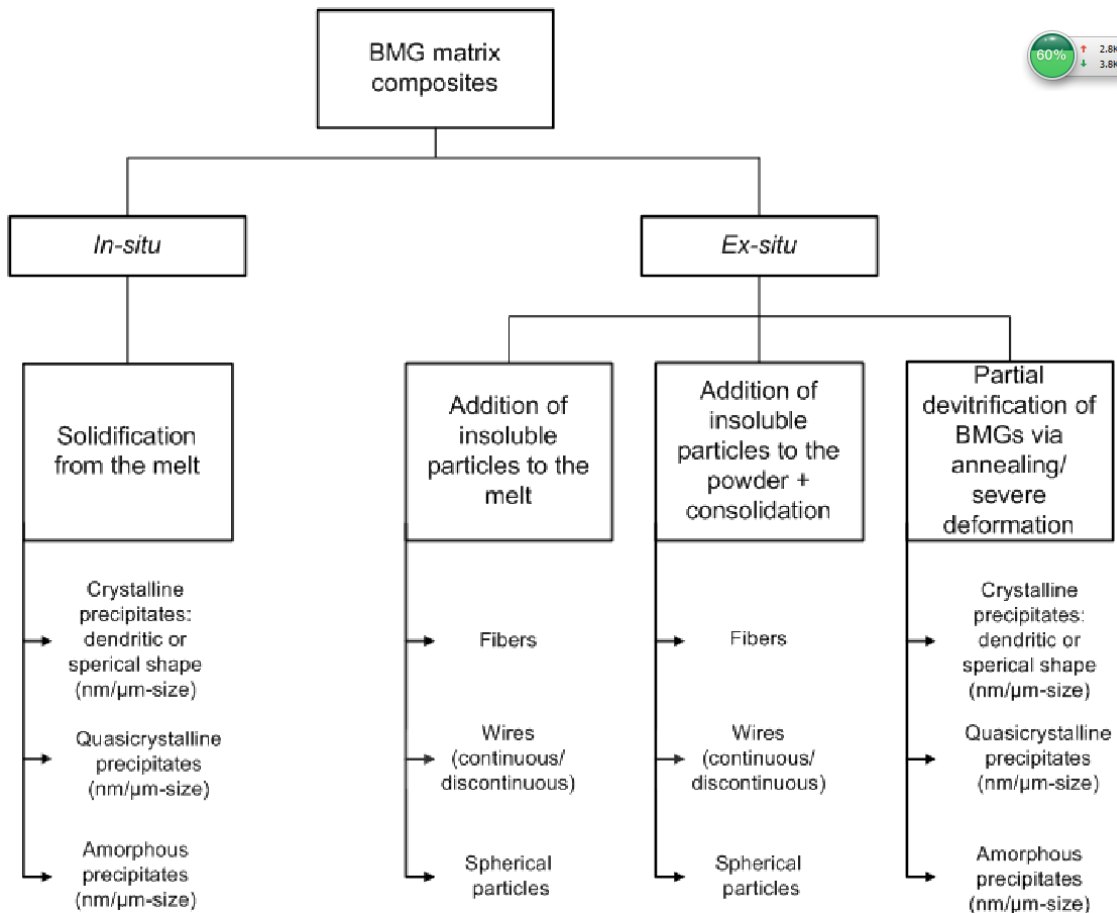 BMG matrix
composites
60%
2.8K
3.8K
In-situ
Ex-situ
Solidification
from the melt
Addition of
insoluble
particles to the
melt
Addition of
insoluble
particles to the
powder +
consolidation
Partial
devitrification of
BMGs via
annealing/
severe
deformation
Crystalline
precipitates:
dendritic or
sperical shape
(nm/µm-size)
Quasicrystalline
precipitates
(nm/µm-size)
Amorphous
precipitates
(nm/µm-size)
Fibers
Wires
(continuous/
discontinuous)
Spherical
particles
Fibers
Wires
(continuous/
discontinuous)
Spherical
particles
Crystalline
precipitates:
dendritic or
sperical shape
(nm/µm-size)
Quasicrystalline
precipitates
(nm/µm-size)
Amorphous
precipitates
(nm/µm-size)